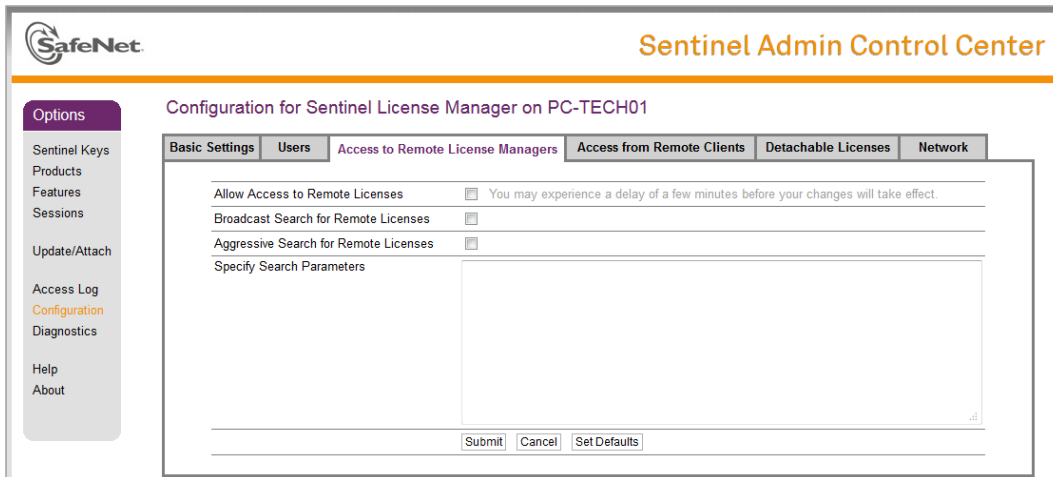 SafeNet.
Sentinel Admin Control Center
Options
Sentinel Keys
Products
Features
Sessions
Update/Attach
Access Log
Configuration
Diagnostics
Help
About
Configuration for Sentinel License Manager on PC-TECH01
Basic Settings Users Access to Remote License Managers Access from Remote Clients Detachable Licenses Network
Allow Access to Remote Licenses You may experience a delay of a few minutes before your changes will take effect.
Broadcast Search for Remote Licenses
Aggressive Search for Remote Licenses
Specify Search Parameters
Submit Cancel Set Defaults